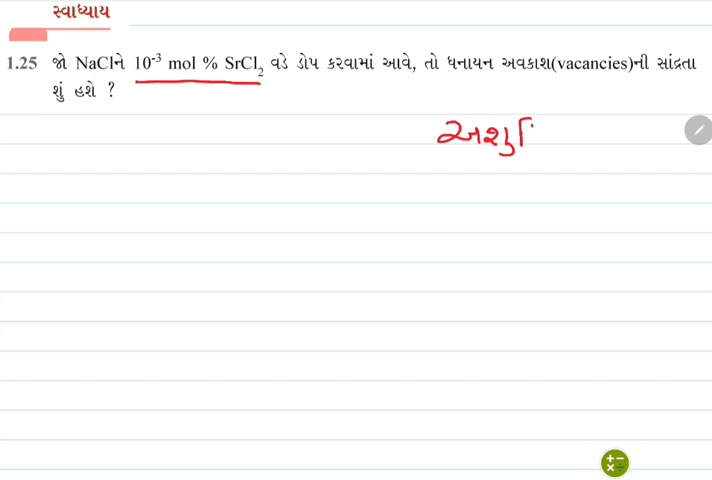 સ્વાધ્યાય
1.25 જો NaClને 10⁻³ mol % SrCl₂ વડે ડોપ કરવામાં આવે, તો ધનાયન અવકાશ(vacancies)ની સાંદ્રતા
શું હશે ?
અશુ